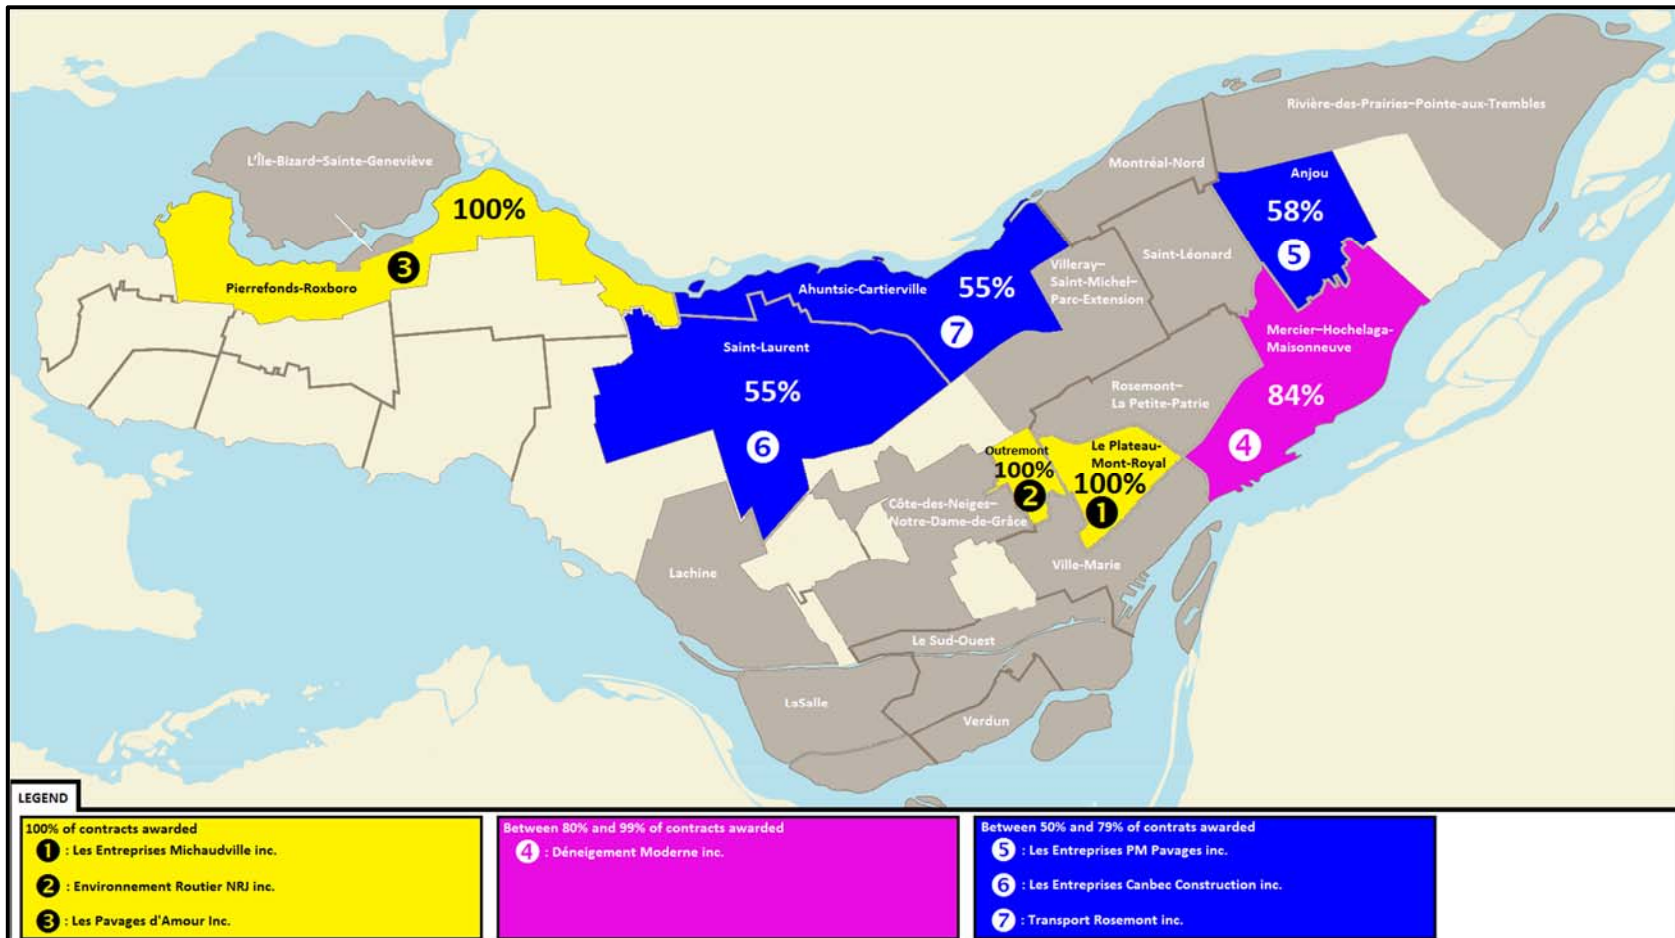 Rivière-des-Prairies–Pointe-aux-Trembles
L'Île-Bizard–Sainte-Geneviève
Montréal-Nord
Anjou
100%
58%
5
Saint-Léonard
3
Villeray–
Saint-Michel–
Parc-Extension
Pierrefonds-Roxboro
Ahuntsic-Cartierville
55%
7
Mercier–Hochelaga-
Maisonneuve
Saint-Laurent
55%
6
Rosemont–
La Petite-Patrie
84%
4
Outremont
100%
2
Le Plateau-
Mont-Royal
100%
1
Côte-des-Neiges–
Notre-Dame-de-Grâce
Lachine
Ville-Marie
Le Sud-Ouest
LaSalle
Verdun
LEGEND
100% of contracts awarded
1 : Les Entreprises Michaudville inc.
2 : Environnement Routier NRJ inc.
3 : Les Pavages d'Amour Inc.
Between 80% and 99% of contracts awarded
4 : Déneigement Moderne inc.
Between 50% and 79% of contrats awarded
5 : Les Entreprises PM Pavages inc.
6 : Les Entreprises Canbec Construction inc.
7 : Transport Rosemont inc.